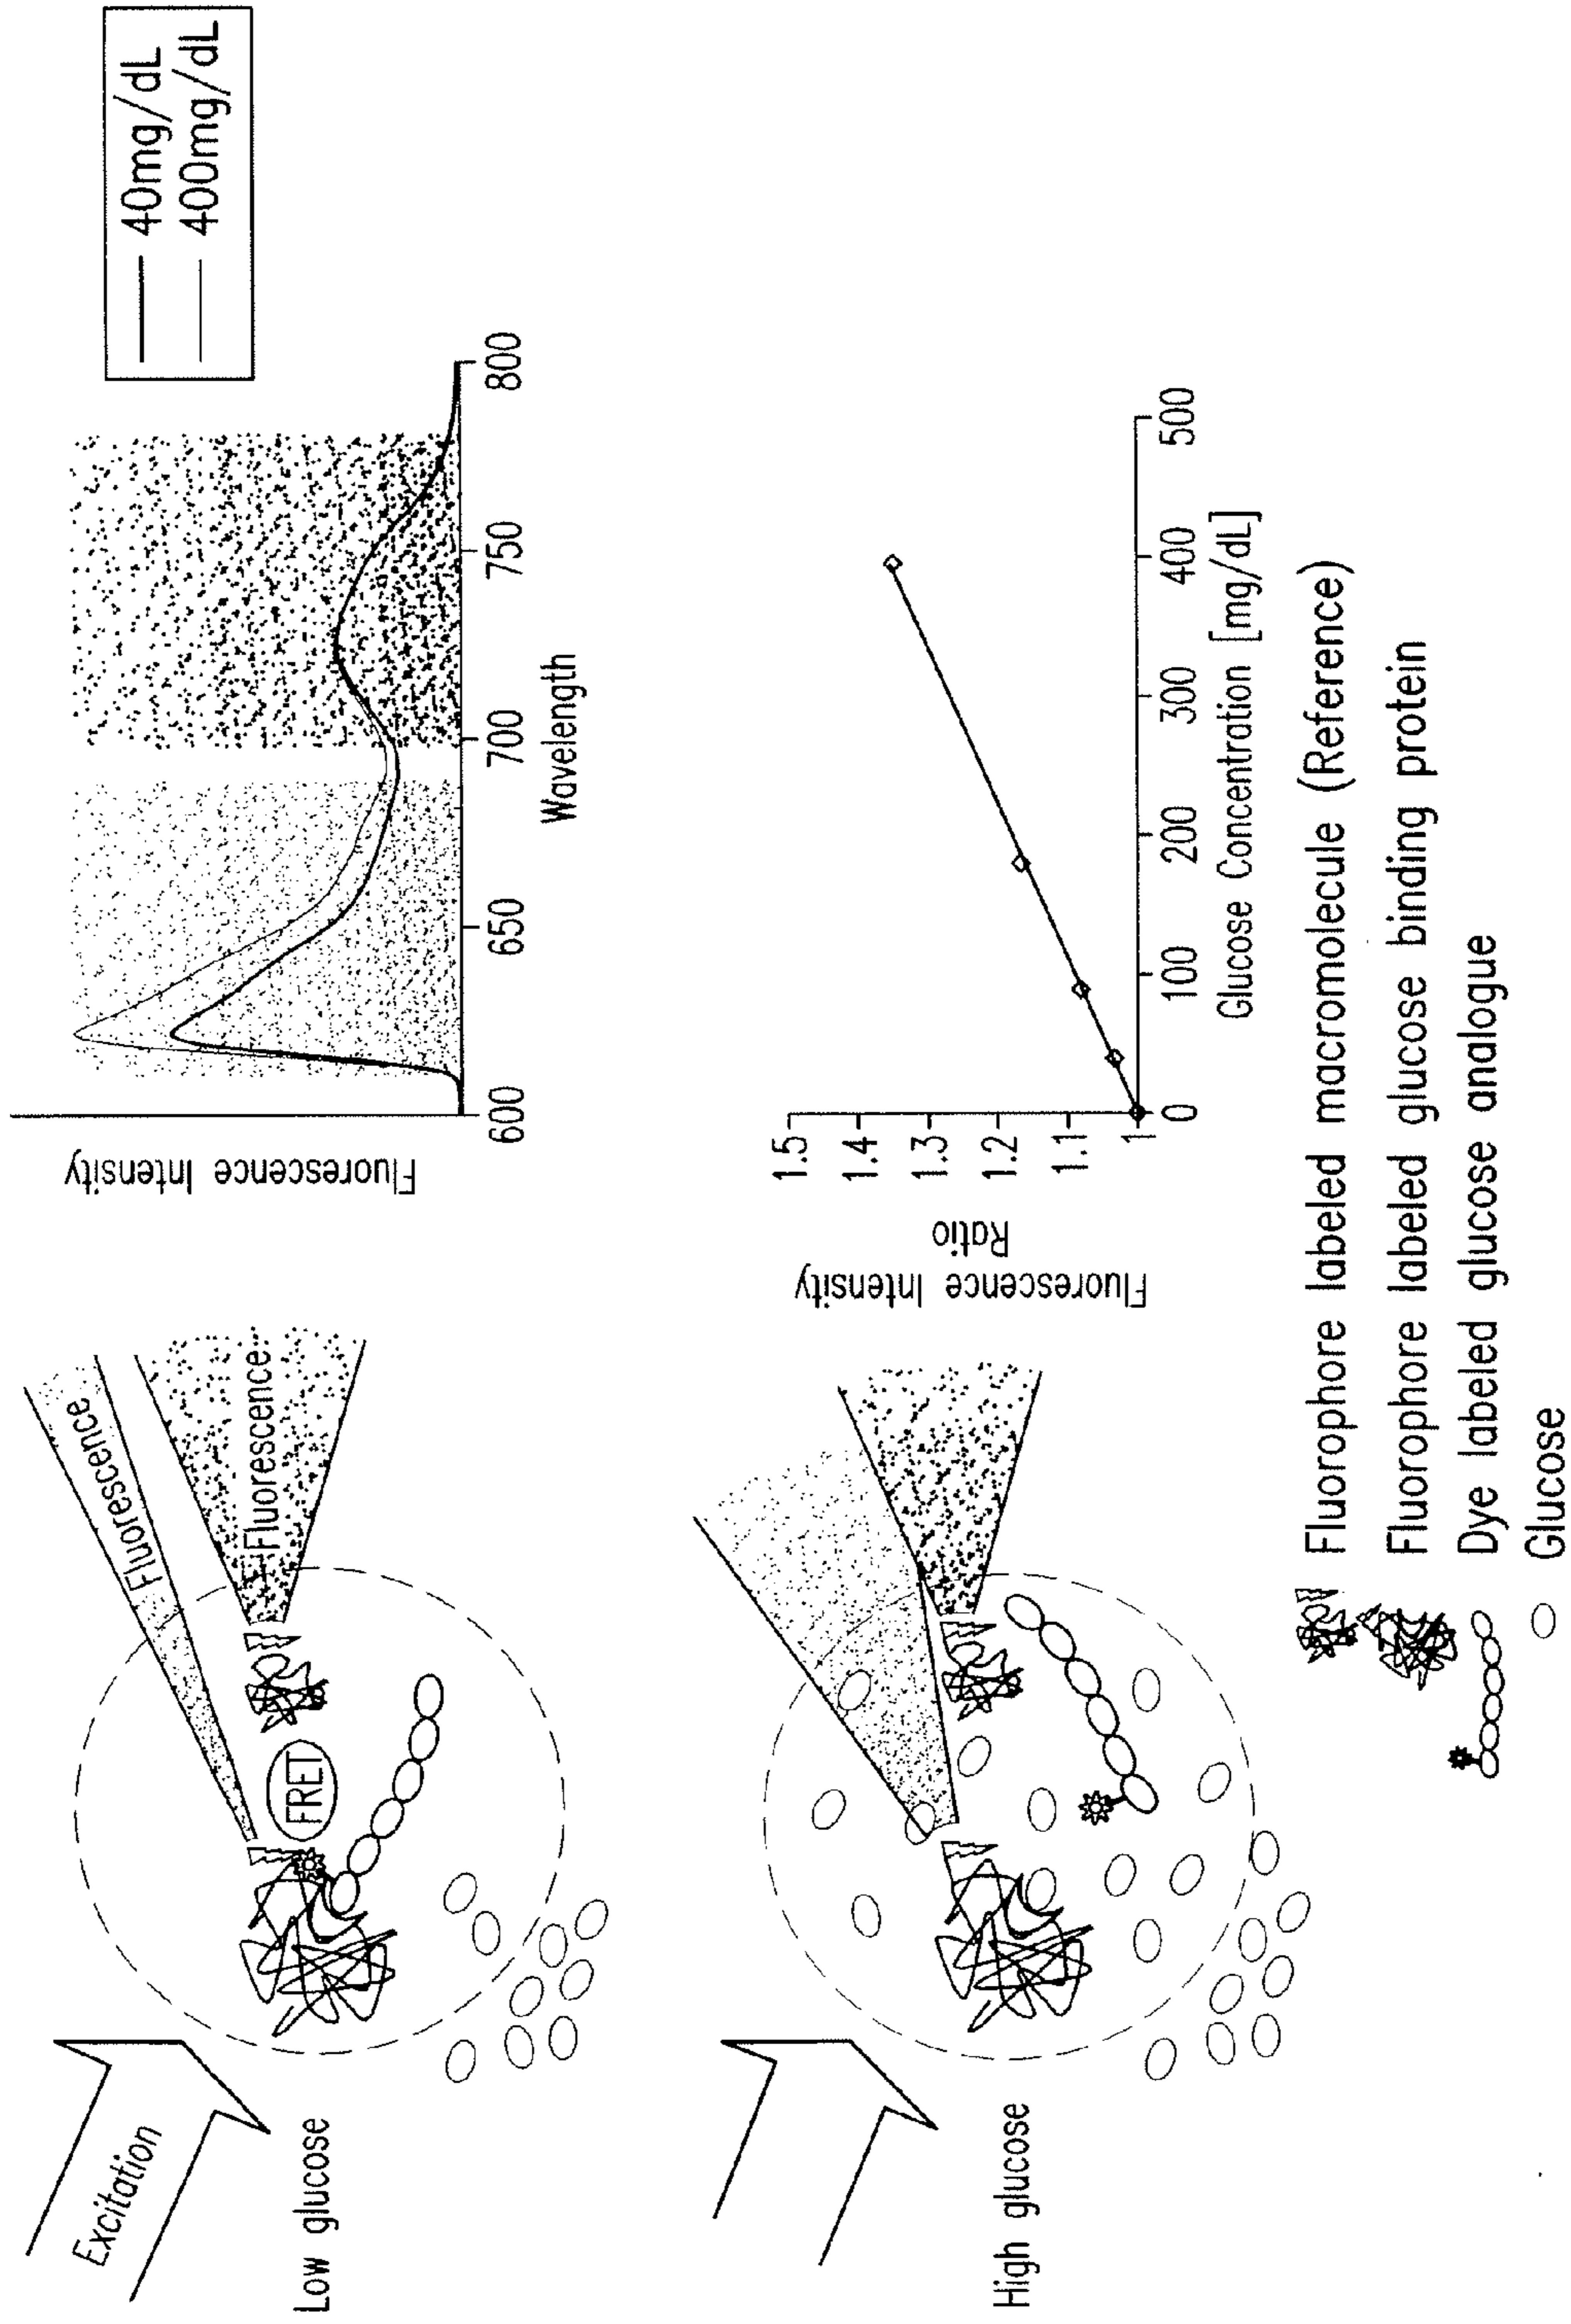 Excitation
Low glucose
Fluorescence
Fluorescence
FRET
Fluorescence Intensity
40mg/dL
400mg/dL
600
650
700
750
800
Wavelength
High glucose
Fluorescence Intensity
Ratio
1.5
1.4
1.3
1.2
1.1
1
0
100
200
300
400
500
Glucose Concentration [mg/dL]
Fluorophore labeled macromolecule (Reference)
Fluorophore labeled glucose binding protein
Dye labeled glucose analogue
Glucose